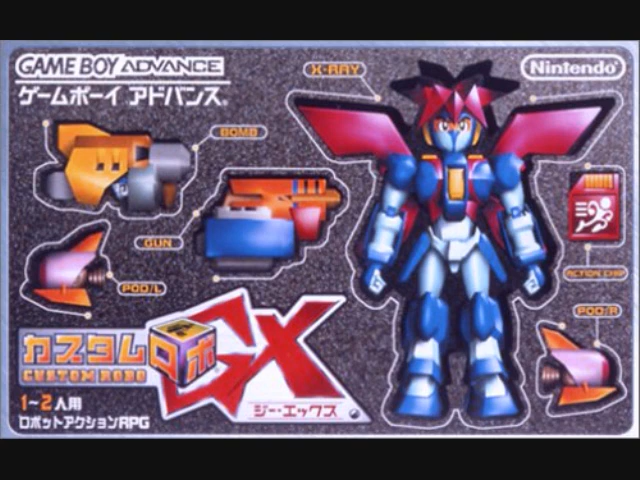 GAME BOY ADVANCE
ゲームボーイ アドバンス®
Nintendo®
X-RAY
BOMB
GUN
POD/L
ACTION CHIP
POD/R
カスタムロボ GX
CUSTOM ROBO
ジー・エックス
1~2人用
ロボットアクションRPG